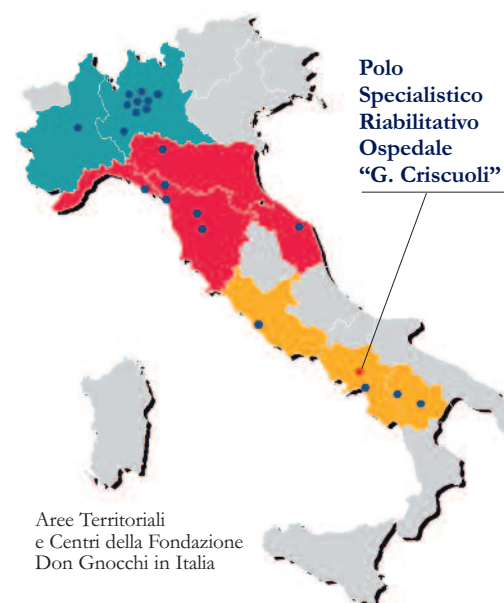 Polo
Specialistico
Riabilitativo
Ospedale
“G. Criscuoli”
Aree Territoriali
e Centri della Fondazione
Don Gnocchi in Italia